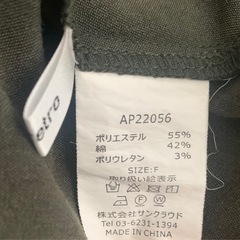 etro
AP22056
ポリエステル 55%
綿 42%
ポリウレタン 3%
SIZE:F
取り扱い絵表示
株式会社サンクラウド
03-6231-1394
MADE IN CHINA